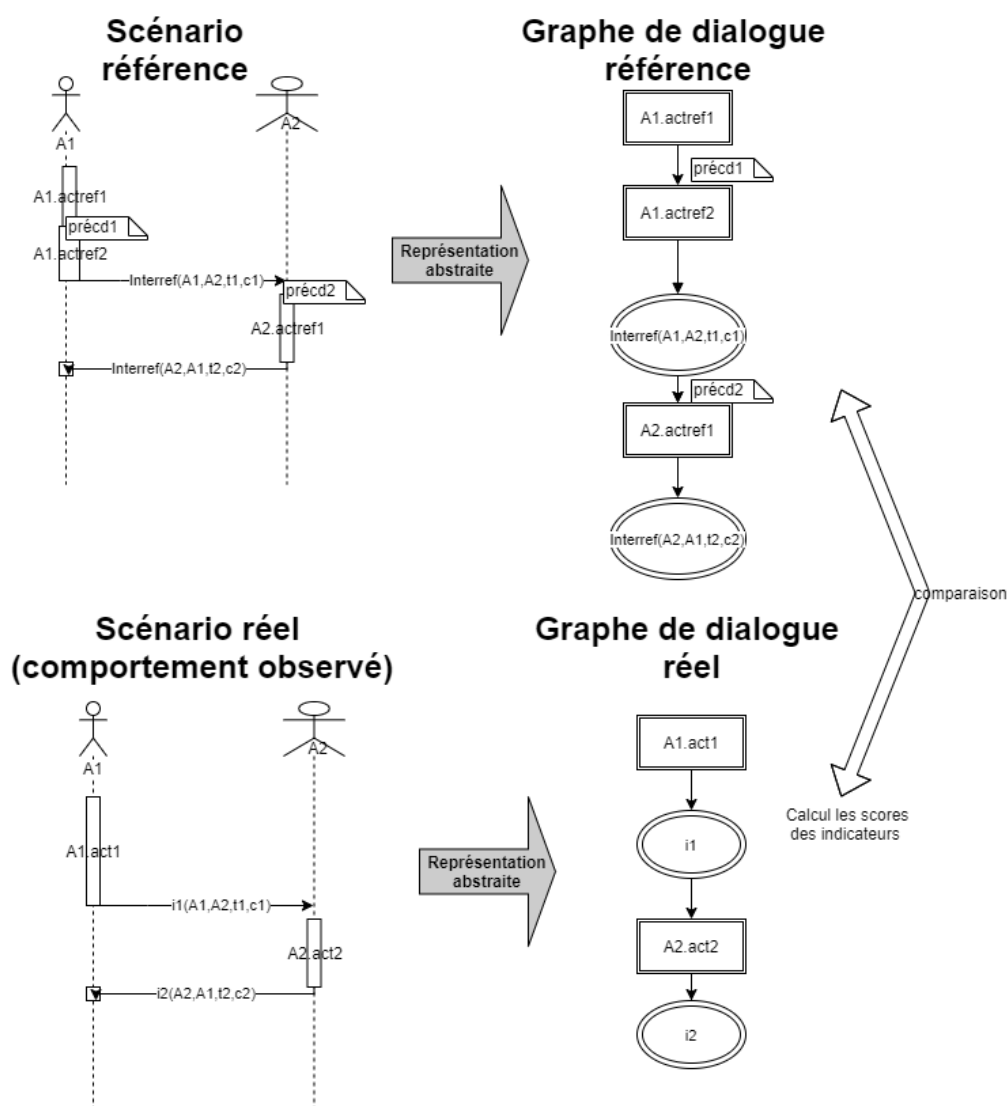 Scénario
référence
A1
A2
A1.actref1
précd1
A1.actref2
Interref(A1,A2,t1,c1)
précd2
A2.actref1
Interref(A2,A1,t2,c2)
Représentation
abstraite
Graphe de dialogue
référence
A1.actref1
précd1
A1.actref2
Interref(A1,A2,t1,c1)
précd2
A2.actref1
Interref(A2,A1,t2,c2)
comparaison
Scénario réel
(comportement observé)
A1
A2
A1.act1
i1(A1,A2,t1,c1)
A2.act2
i2(A2,A1,t2,c2)
Représentation
abstraite
Graphe de dialogue
réel
A1.act1
i1
A2.act2
i2
Calcul les scores
des indicateurs